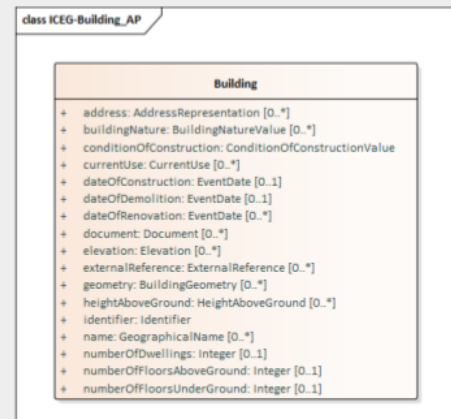 class ICEG-Building_AP
Building
+ address: AddressRepresentation [0..*]
+ buildingNature: BuildingNatureValue [0..*]
+ conditionOfConstruction: ConditionOfConstructionValue
+ currentUse: CurrentUse [0..*]
+ dateOfConstruction: EventDate [0..1]
+ dateOfDemolition: EventDate [0..1]
+ dateOfRenovation: EventDate [0..*]
+ document: Document [0..*]
+ elevation: Elevation [0..*]
+ externalReference: ExternalReference [0..*]
+ geometry: BuildingGeometry [0..*]
+ heightAboveGround: HeightAboveGround [0..*]
+ identifier: Identifier
+ name: GeographicalName [0..*]
+ numberOfDwellings: Integer [0..1]
+ numberOfFloorsAboveGround: Integer [0..1]
+ numberOfFloorsUnderGround: Integer [0..1]